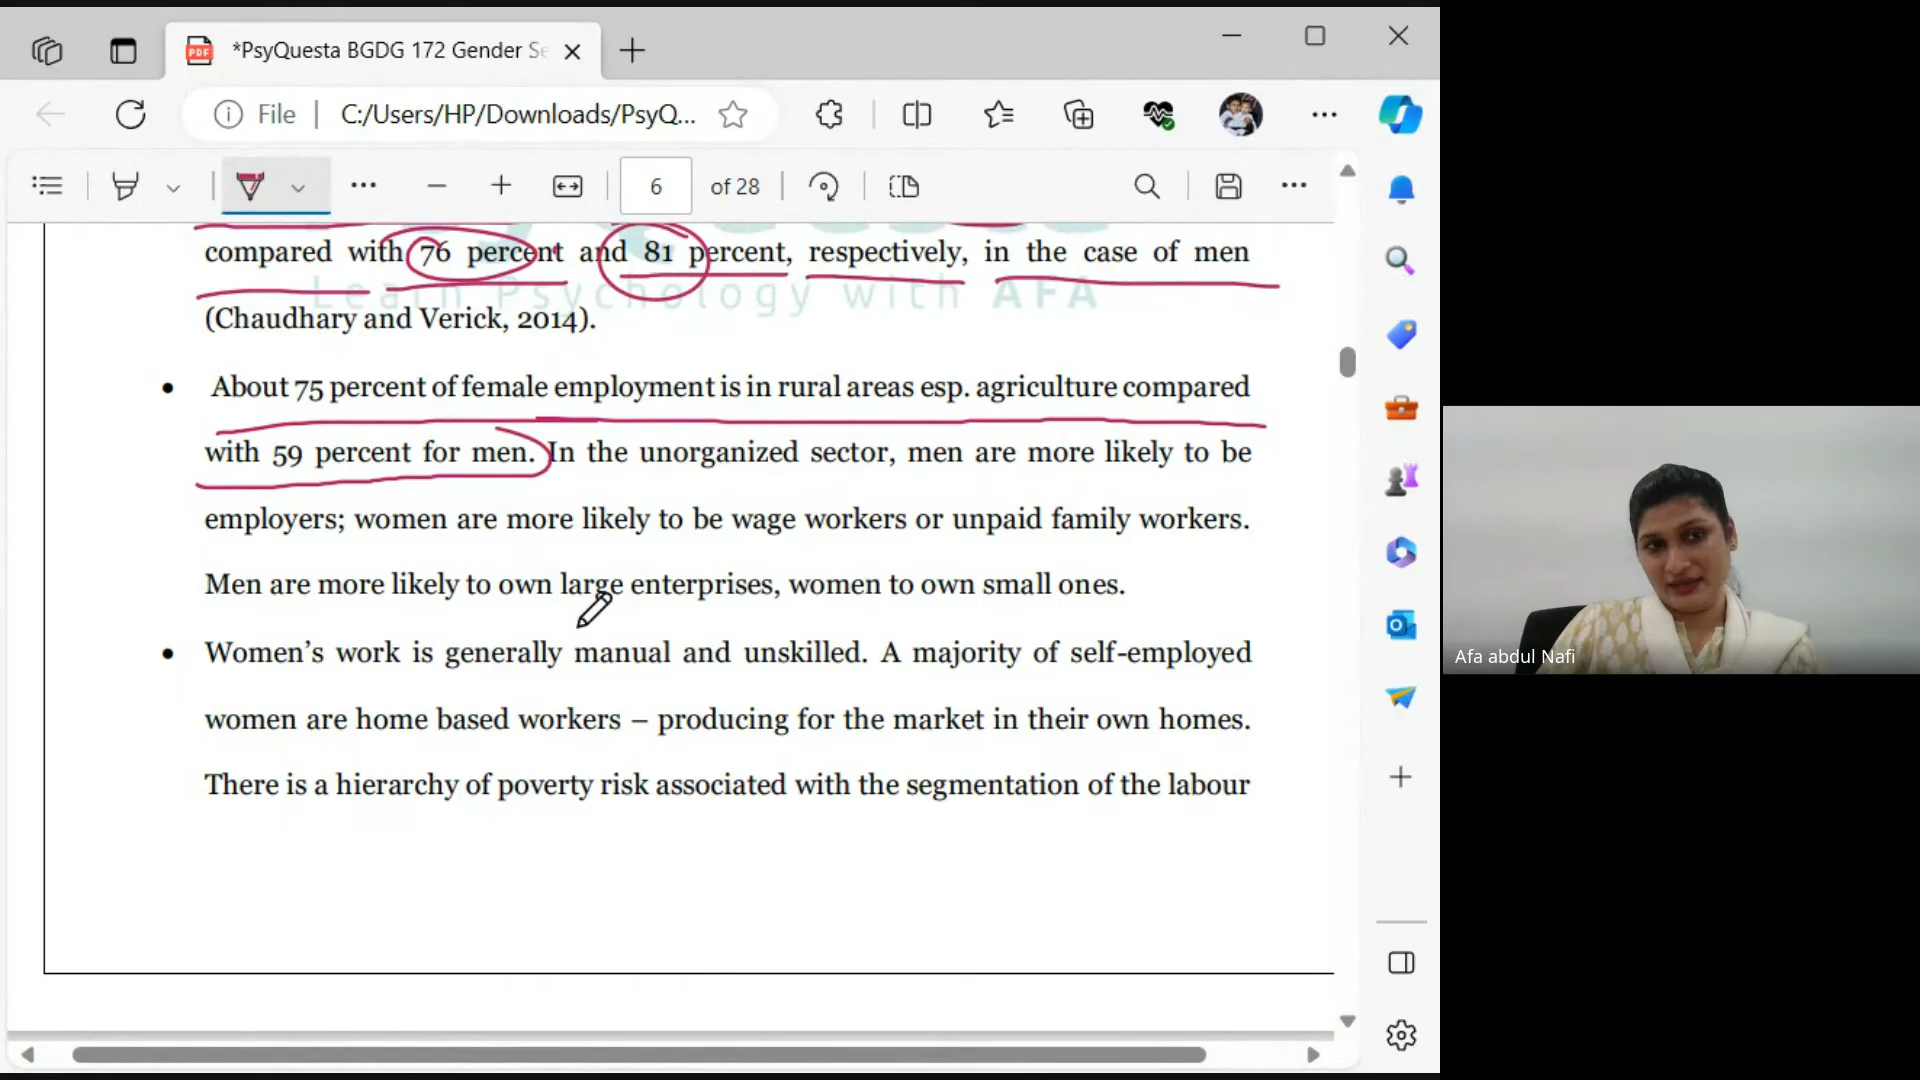 *PsyQuesta BGDG 172 Gender Se
File
C:/Users/HP/Downloads/PsyQ...
6 of 28
compared with 76 percent and 81 percent, respectively, in the case of men
Learn Psychology with AFA
(Chaudhary and Verick, 2014).
• About 75 percent of female employment is in rural areas esp. agriculture compared
with 59 percent for men. In the unorganized sector, men are more likely to be
employers; women are more likely to be wage workers or unpaid family workers.
Men are more likely to own large enterprises, women to own small ones.
• Women's work is generally manual and unskilled. A majority of self-employed
women are home based workers – producing for the market in their own homes.
There is a hierarchy of poverty risk associated with the segmentation of the labour
Afa abdul Nafi